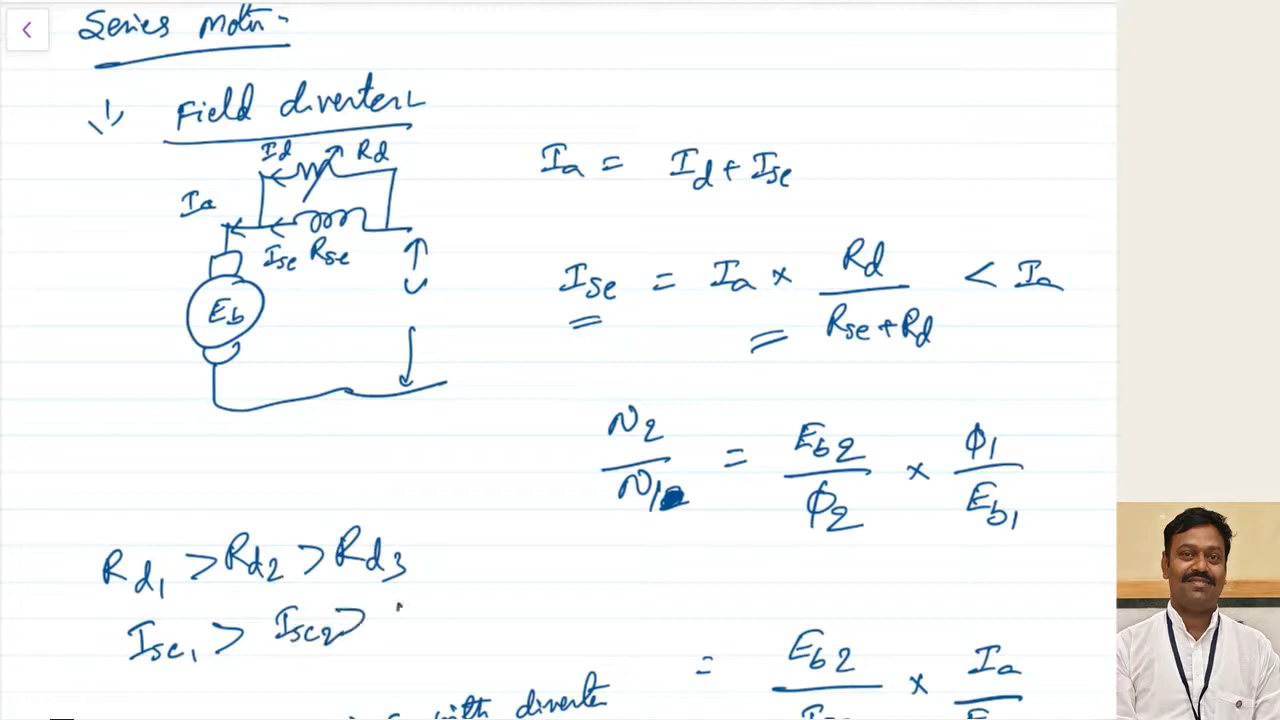 Series Motor
1) Field diverter
Id Rd
Ia
Ise Rse
Eb
U
Ia = Id + Ise
Ise = Ia × Rd / (Rse + Rd) < Ia
N2 / N1 = Eb2 / ϕ2 × ϕ1 / Eb1
Rd1 > Rd2 > Rd3
Ise1 > Ise2 >
with diverter
= Eb2 / × Ia /